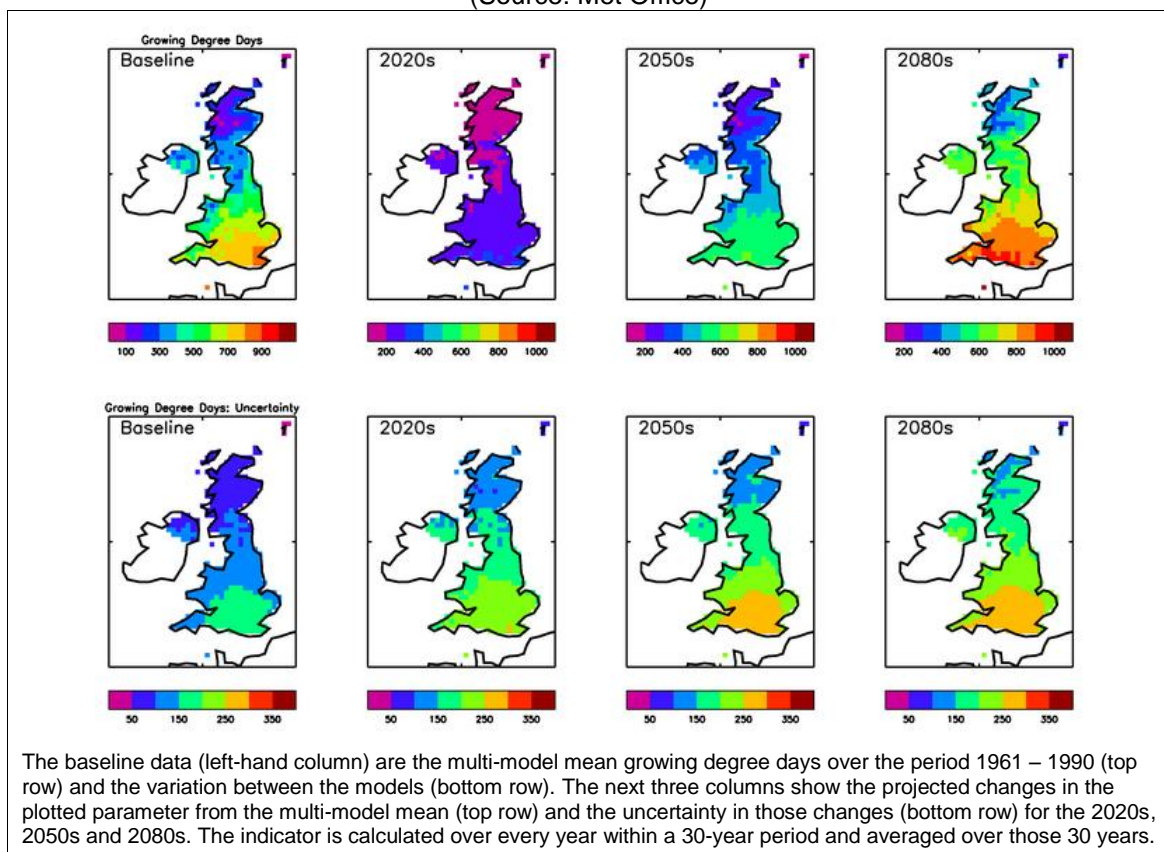 (Source: Met Office)
Growing Degree Days
Baseline 2020s 2050s 2080s
100 300 500 700 900 200 400 600 800 1000 200 400 600 800 1000 200 400 600 800 1000
Growing Degree Days: Uncertainty
Baseline 2020s 2050s 2080s
50 150 250 350 50 150 250 350 50 150 250 350 50 150 250 350
The baseline data (left-hand column) are the multi-model mean growing degree days over the period 1961 – 1990 (top
row) and the variation between the models (bottom row). The next three columns show the projected changes in the
plotted parameter from the multi-model mean (top row) and the uncertainty in those changes (bottom row) for the 2020s,
2050s and 2080s. The indicator is calculated over every year within a 30-year period and averaged over those 30 years.